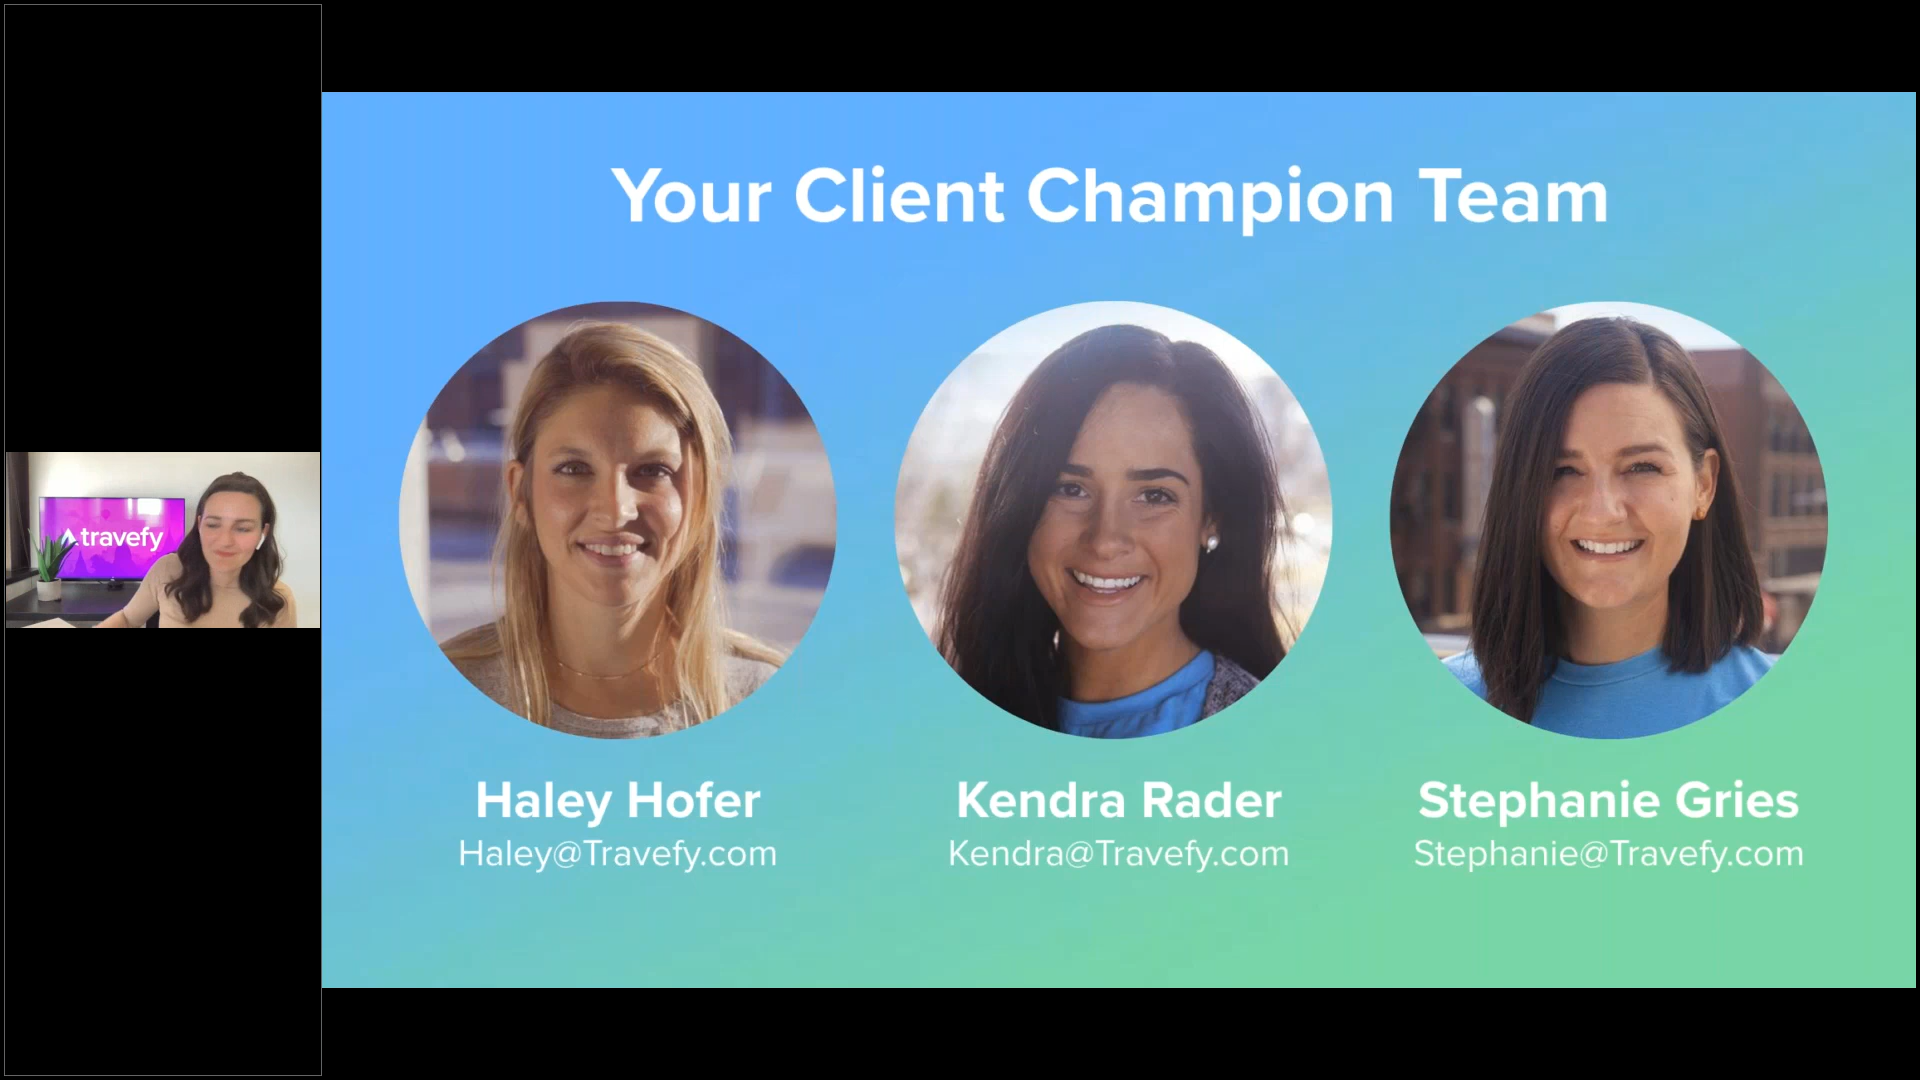 travefy
Your Client Champion Team
Haley Hofer
Haley@Travefy.com
Kendra Rader
Kendra@Travefy.com
Stephanie Gries
Stephanie@Travefy.com